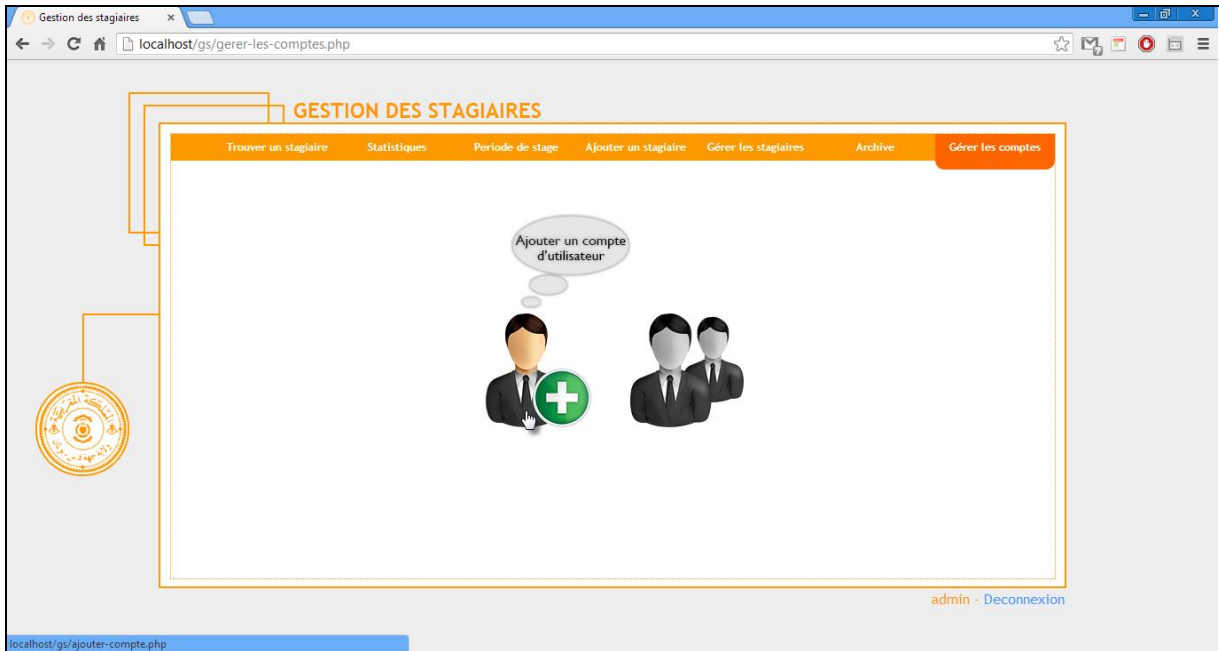 Gestion des stagiaires
localhost/gs/gerer-les-comptes.php
GESTION DES STAGIAIRES
Trouver un stagiaire Statistiques Periode de stage Ajouter un stagiaire Gérer les stagiaires Archive Gérer les comptes
Ajouter un compte
d'utilisateur
المملكة المغربية
admin - Deconnexion
localhost/gs/ajouter-compte.php